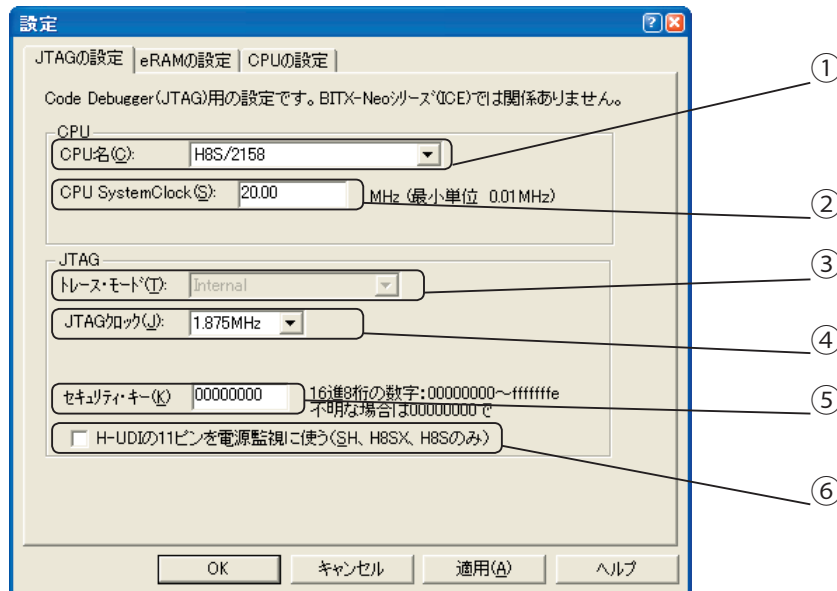 設定
JTAGの設定 eRAMの設定 CPUの設定
Code Debugger(JTAG)用の設定です。BITX-Neoシリーズ(ICE)では関係ありません。
CPU
CPU名(C): H8S/2158
①
CPU SystemClock(S): 20.00 MHz (最小単位 0.01MHz)
②
JTAG
トレース・モード(T): Internal
③
JTAGクロック(J): 1.875MHz
④
セキュリティ・キー(K) 00000000 16進8桁の数字:00000000～fffffffe
不明な場合は00000000で
⑤
H-UDIの11ピンを電源監視に使う(SH、H8SX、H8Sのみ)
⑥
OK キャンセル 適用(A) ヘルプ